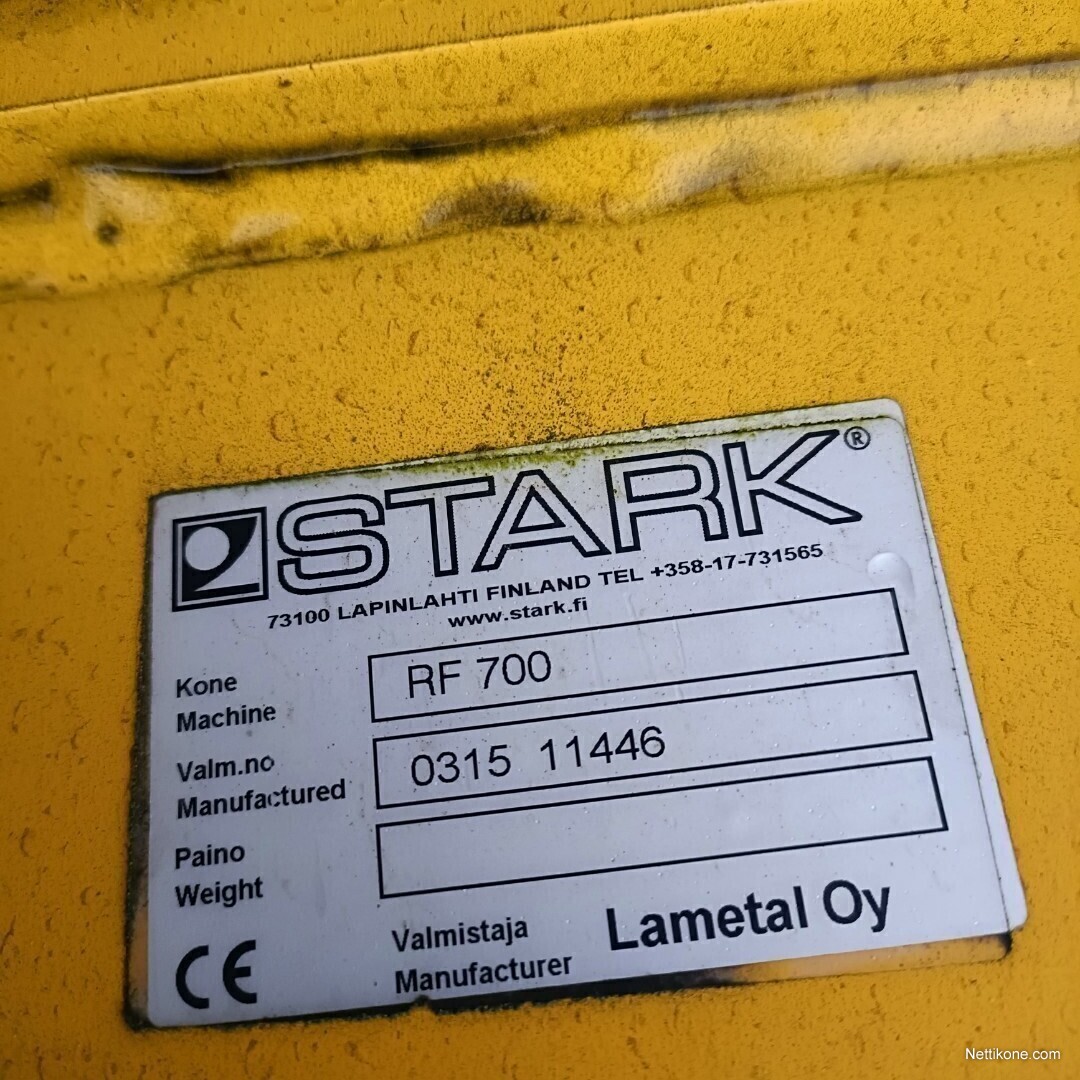 STARK®
73100 LAPINLAHTI FINLAND TEL +358-17-731565
www.stark.fi
Kone
Machine
RF 700
Valm.no
Manufactured
0315 11446
Paino
Weight
CE
Valmistaja
Manufacturer
Lametal Oy
Nettikone.com